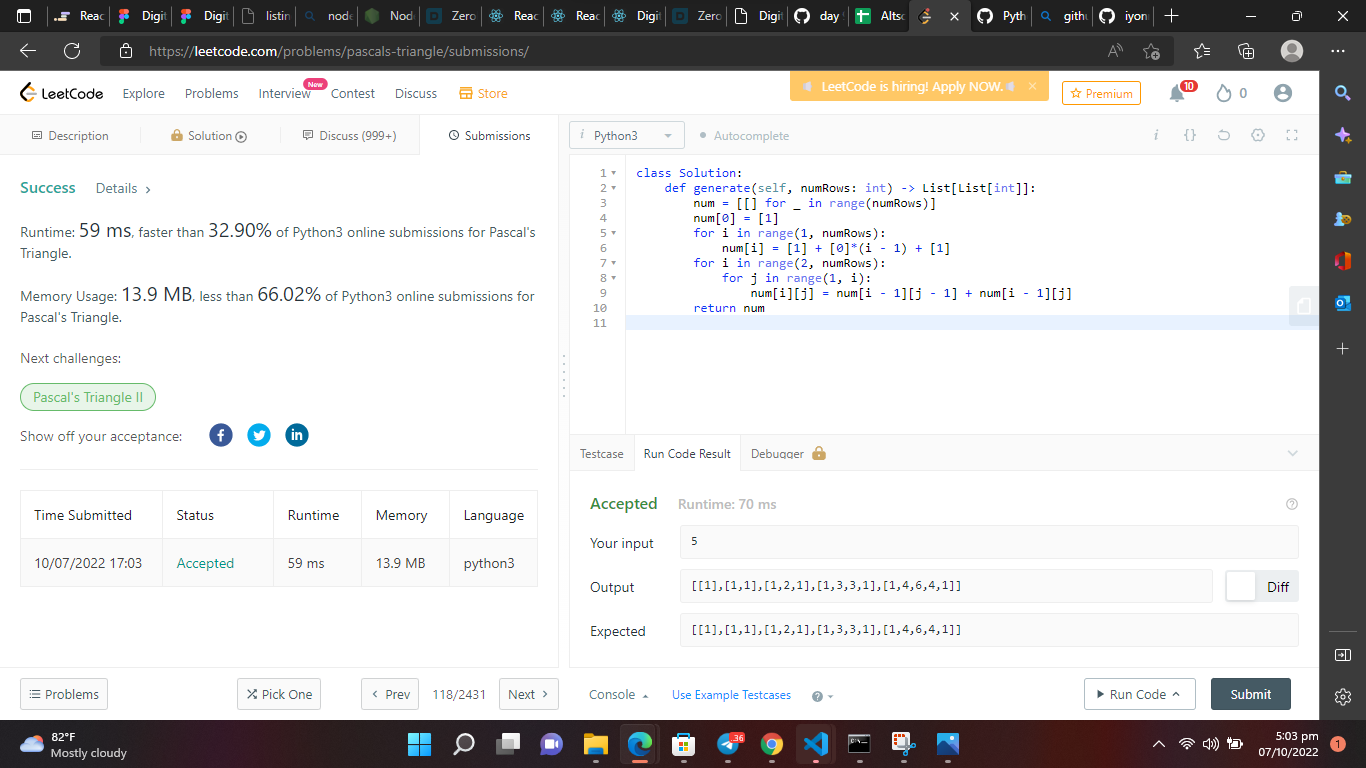 Reac
Digit
Digit
listin
node
Node
Zero
Reac
Reac
Digit
Zero
Digit
day
Altsc
Pyth
gith
iyoni
https://leetcode.com/problems/pascals-triangle/submissions/
LeetCode
Explore
Problems
Interview
New
Contest
Discuss
Store
LeetCode is hiring! Apply NOW.
Premium
10
0
Description
Solution
Discuss (999+)
Submissions
i Python3
Autocomplete
Success Details >
Runtime: 59 ms, faster than 32.90% of Python3 online submissions for Pascal's
Triangle.
Memory Usage: 13.9 MB, less than 66.02% of Python3 online submissions for
Pascal's Triangle.
Next challenges:
Pascal's Triangle II
Show off your acceptance:
Time Submitted Status Runtime Memory Language
10/07/2022 17:03 Accepted 59 ms 13.9 MB python3
1 class Solution:
2 def generate(self, numRows: int) -> List[List[int]]:
3 num = [[] for _ in range(numRows)]
4 num[0] = [1]
5 for i in range(1, numRows):
6 num[i] = [1] + [0]*(i - 1) + [1]
7 for i in range(2, numRows):
8 for j in range(1, i):
9 num[i][j] = num[i - 1][j - 1] + num[i - 1][j]
10 return num
11
Testcase Run Code Result Debugger
Accepted Runtime: 70 ms
Your input 5
Output [[1],[1,1],[1,2,1],[1,3,3,1],[1,4,6,4,1]] Diff
Expected [[1],[1,1],[1,2,1],[1,3,3,1],[1,4,6,4,1]]
Problems
Pick One
Prev
118/2431
Next
Console
Use Example Testcases
Run Code
Submit
82°F
Mostly cloudy
36
5:03 pm
07/10/2022
1